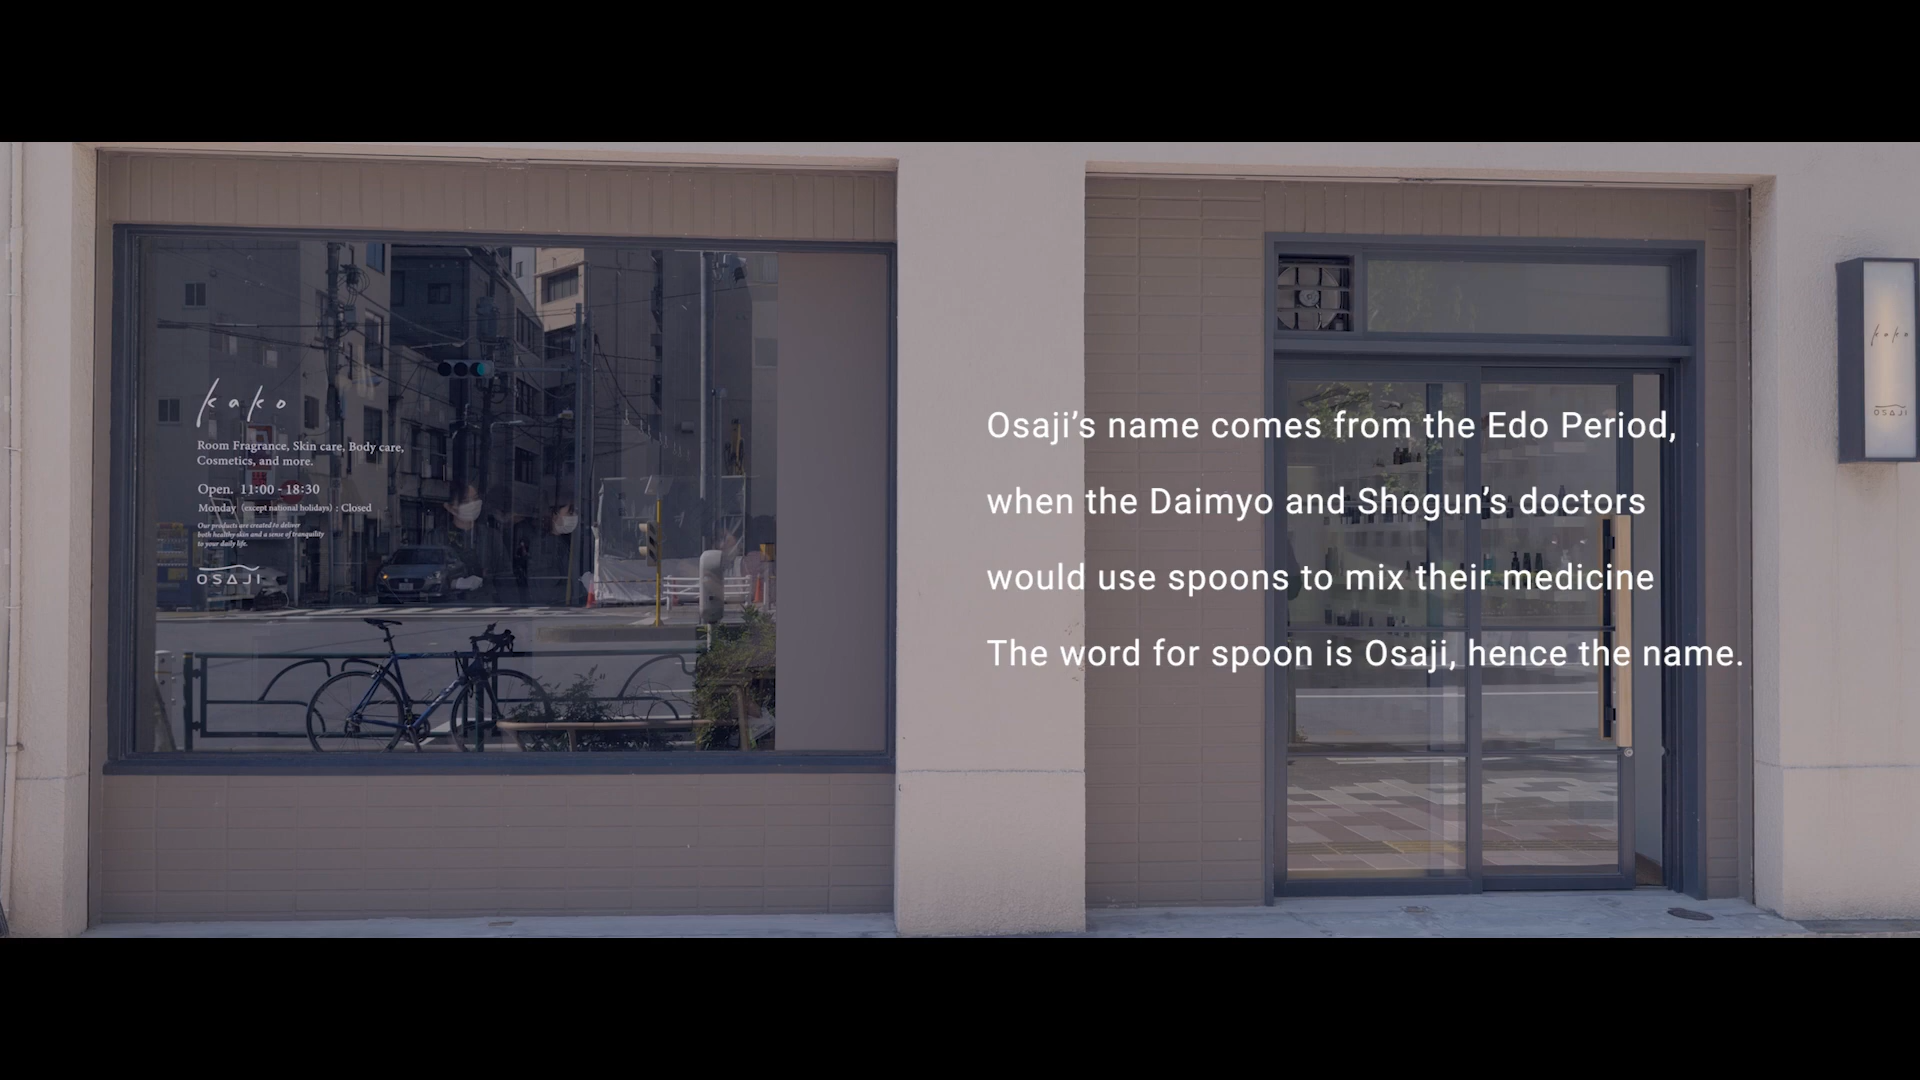 kako
Room Fragrance, Skin care, Body care,
Cosmetics, and more.
Open. 11:00 - 18:30
Monday (except national holidays) : Closed
Our products are created to deliver
both healthy skin and a sense of tranquility
to your daily life.
OSAJI
Osaji’s name comes from the Edo Period,
when the Daimyo and Shogun’s doctors
would use spoons to mix their medicine
The word for spoon is Osaji, hence the name.
kako
OSAJI